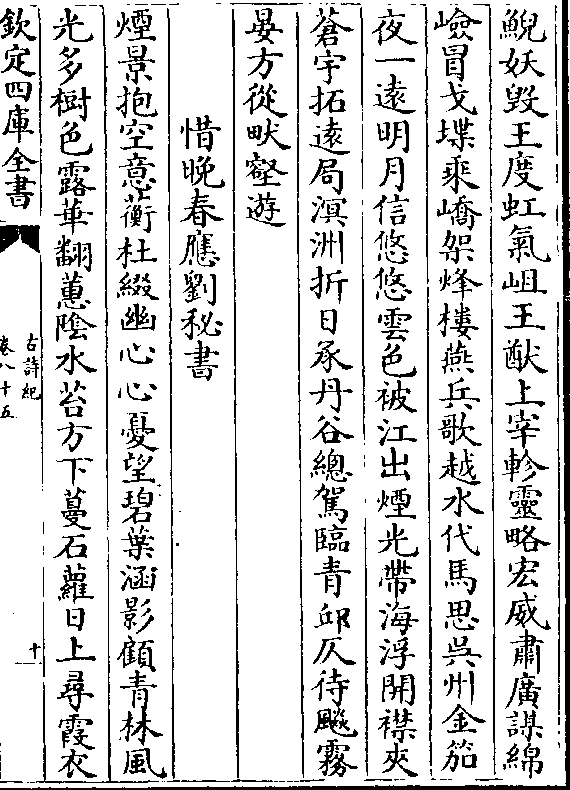 鯢妖毁王度虹氣岨王猷上宰軫靈略宏威肅廣謀綿
嶮冒戈堞乘嶠架烽樓燕兵歌越水代馬思吳州金笳
夜一遠明月信悠悠雲色被江出煙光帶海浮開襟夾
蒼宇拓遠局溟洲折日承丹谷總駕臨青邱仄待飇霧
晏方從畎壑遊
惜晚春應劉秘書
煙景抱空意蘅杜綴幽心心憂望碧葉涵影顧青林風
光多樹色露華翻蕙隂水苔方下蔓石蘿日上尋霞衣
欽定四庫全書
古詩紀
卷八十五
十